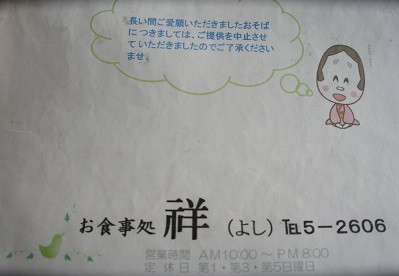 長い間ご愛顧いただきましたおそば
につきましては、ご提供を中止させ
ていただきましたのでご了承ください
ませ。
お食事処 祥 (よし) ℡5-2606
営業時間 AM10:00～PM8:00
定休日 第1・第3・第5日曜日